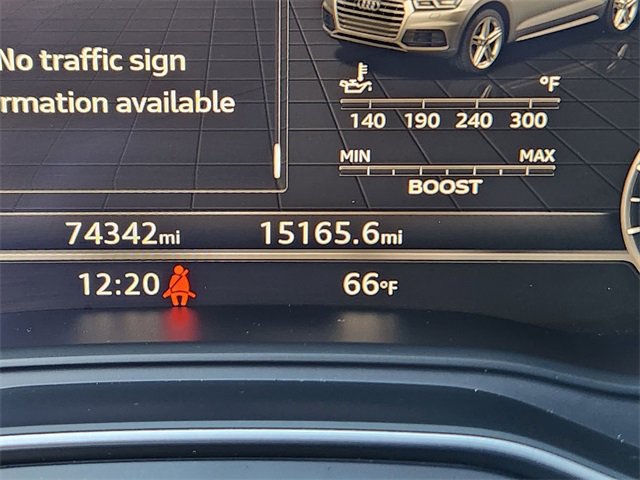 No traffic sign
rmation available
°F
140 190 240 300
MIN MAX
BOOST
74342mi 15165.6mi
12:20 66°F